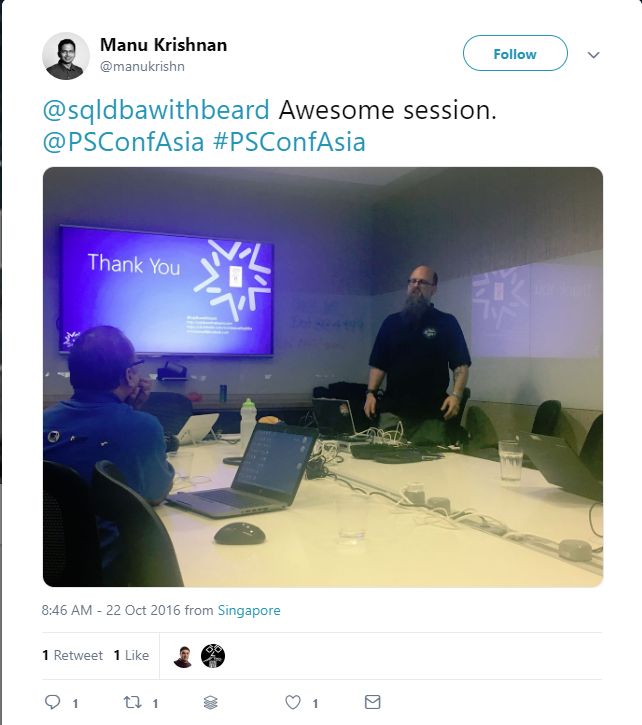 Manu Krishnan
@manukrishn
Follow
@sqldbawithbeard Awesome session.
@PSConfAsia #PSConfAsia
Thank You
8:46 AM - 22 Oct 2016 from Singapore
1 Retweet 1 Like
1 1 1